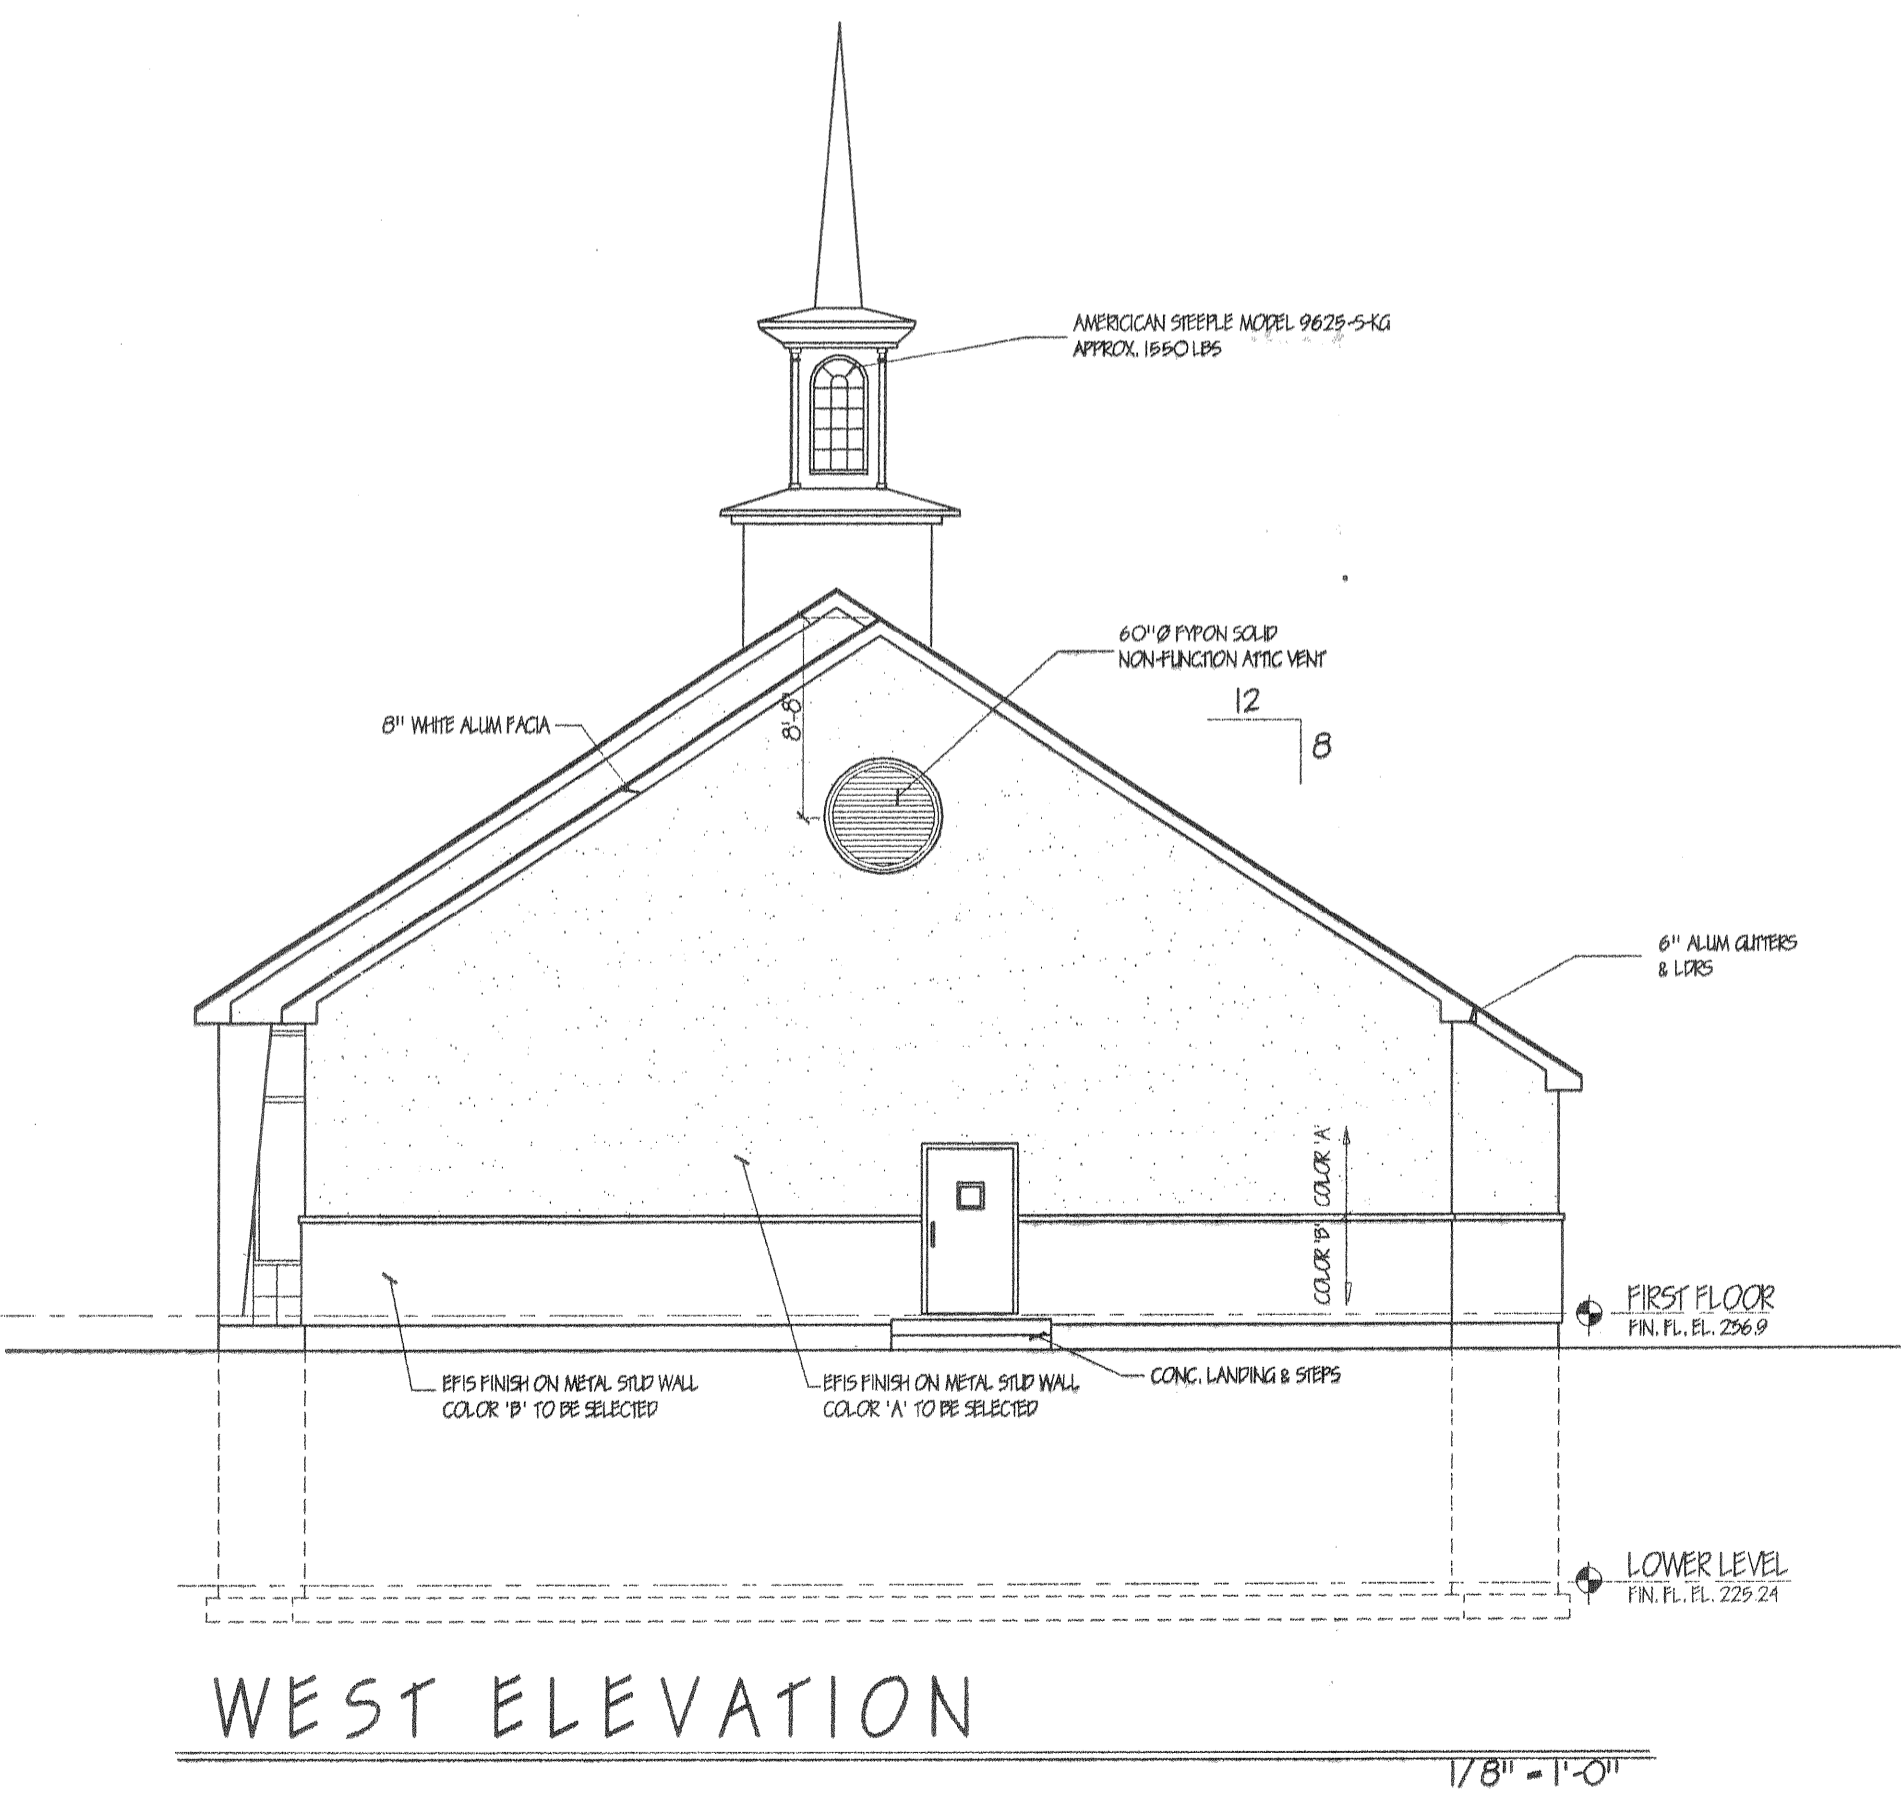 AMERICICAN STEEPLE MODEL 9625-S-KG
APPROX. 1550 LBS
60"Ø FYPON SOLID
NON-FUNCTION ATTIC VENT
12
8
8'-8"
8" WHITE ALUM FACIA
6" ALUM GUTTERS
& LDRS
COLOR 'B' COLOR 'A'
FIRST FLOOR
FIN. FL. EL. 236.9
EFIS FINISH ON METAL STUD WALL
COLOR 'B' TO BE SELECTED
EFIS FINISH ON METAL STUD WALL
COLOR 'A' TO BE SELECTED
CONC. LANDING & STEPS
LOWER LEVEL
FIN. FL. EL. 225.24
WEST ELEVATION
1/8" = 1'-0"